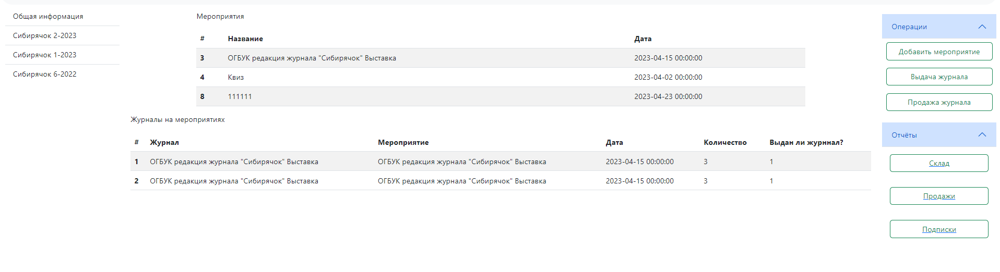 Общая информация
Сибирячок 2-2023
Сибирячок 1-2023
Сибирячок 6-2022
Мероприятия
# Название Дата
3 ОГБУК редакция журнала "Сибирячок" Выставка 2023-04-15 00:00:00
4 Квиз 2023-04-02 00:00:00
8 111111 2023-04-23 00:00:00
Журналы на мероприятиях
# Журнал Мероприятие Дата Количество Выдан ли журннал?
1 ОГБУК редакция журнала "Сибирячок" Выставка ОГБУК редакция журнала "Сибирячок" Выставка 2023-04-15 00:00:00 3 1
2 ОГБУК редакция журнала "Сибирячок" Выставка ОГБУК редакция журнала "Сибирячок" Выставка 2023-04-15 00:00:00 3 1
Операции
Добавить мероприятие
Выдача журнала
Продажа журнала
Отчёты
Склад
Продажи
Подписки